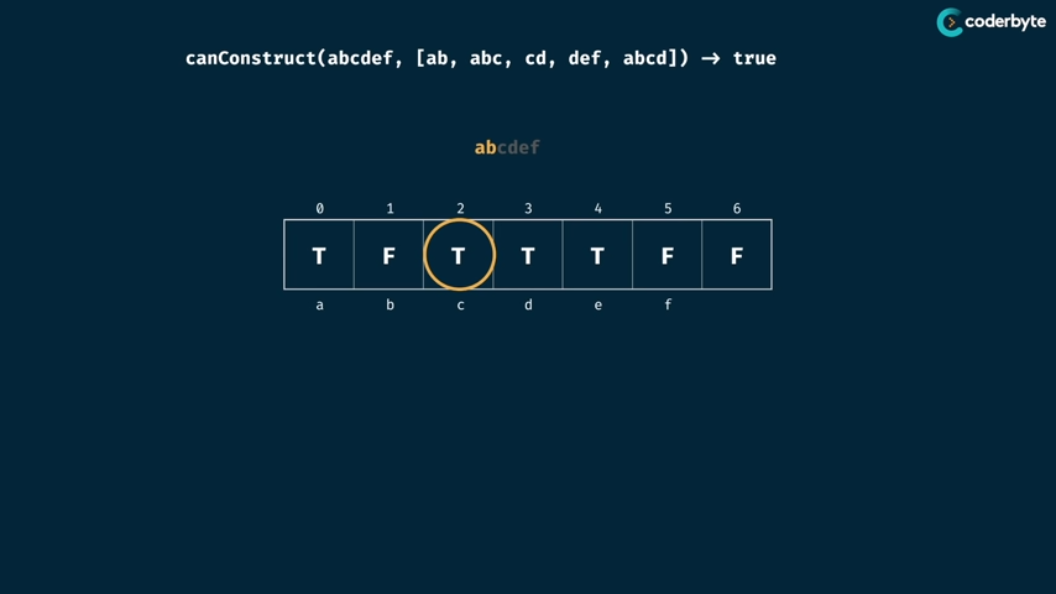 coderbyte
canConstruct(abcdef, [ab, abc, cd, def, abcd]) → true
abcdef
0 1 2 3 4 5 6
T F T T T F F
a b c d e f